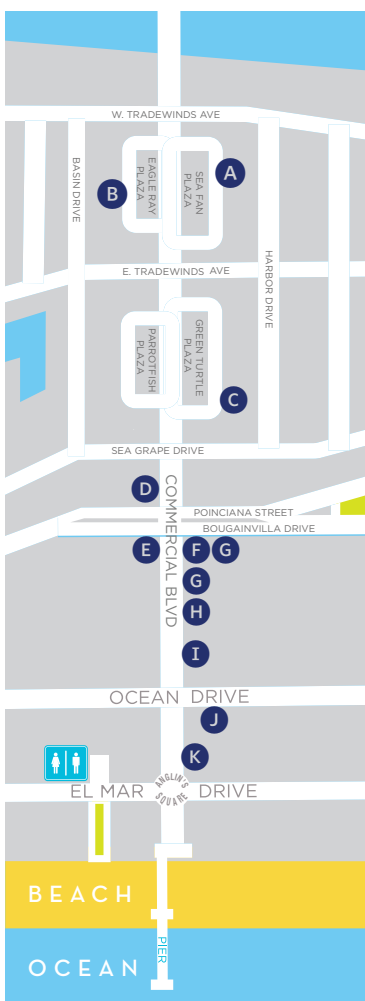 W. TRADEWINDS AVE
BASIN DRIVE
EAGLE RAY
PLAZA
SEA FAN
PLAZA
A
B
HARBOR DRIVE
E. TRADEWINDS AVE
PARROTFISH
PLAZA
GREEN TURTLE
PLAZA
C
SEA GRAPE DRIVE
D
COMMERCIAL BLVD
POINCIANA STREET
BOUGAINVILLA DRIVE
E
F
G
G
H
I
OCEAN DRIVE
J
K
EL MAR DRIVE
ANGLIN'S
SQUARE
BEACH
PIER
OCEAN